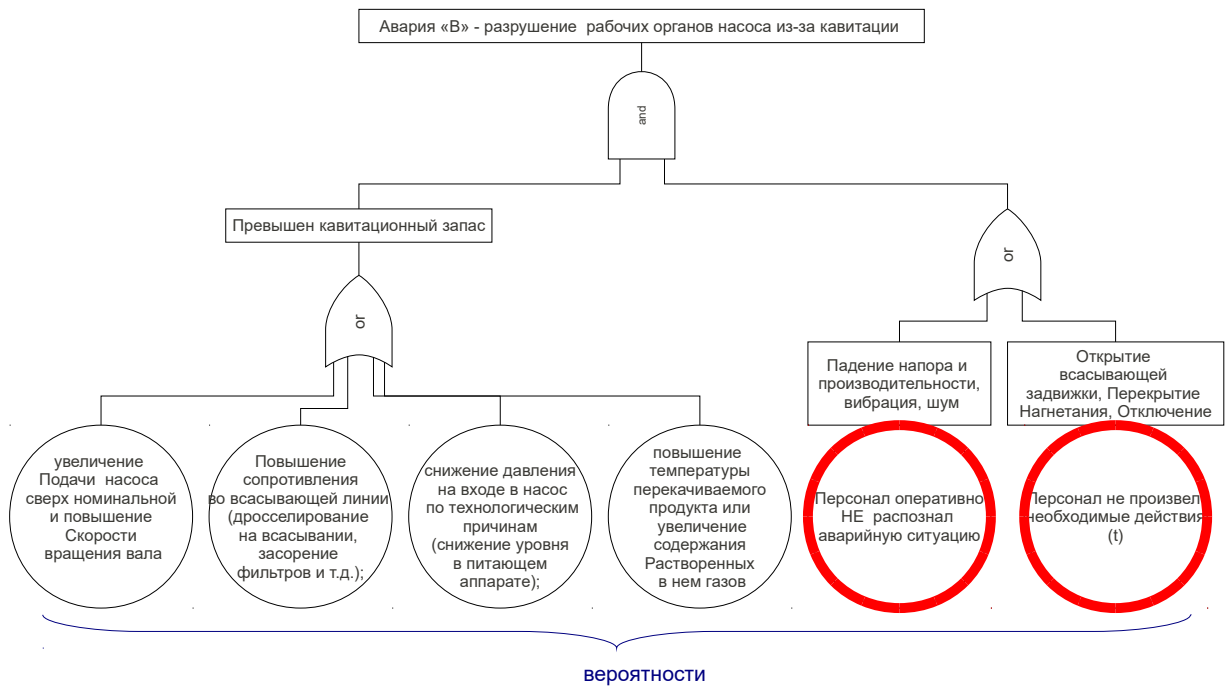 Авария «В» - разрушение рабочих органов насоса из-за кавитации
and
Превышен кавитационный запас
or
or
Падение напора и
производительности,
вибрация, шум
Открытие
всасывающей
задвижки, Перекрытие
Нагнетания, Отключение
увеличение
Подачи насоса
сверх номинальной
и повышение
Скорости
вращения вала
Повышение
сопротивления
во всасывающей линии
(дросселирование
на всасывании,
засорение
фильтров и т.д.);
снижение давления
на входе в насос
по технологическим
причинам
(снижение уровня
в питающем
аппарате);
повышение
температуры
перекачиваемого
продукта или
увеличение
содержания
Растворенных
в нем газов
Персонал оперативно
НЕ распознал
аварийную ситуацию
Персонал не произвел
необходимые действия
(t)
вероятности